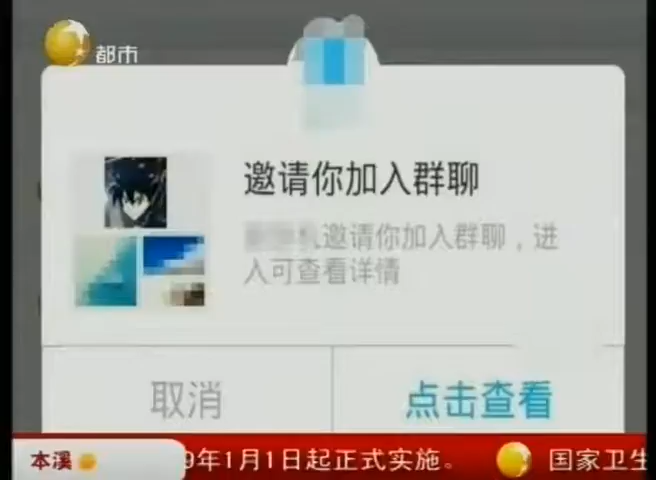 都市
邀请你加入群聊
邀请你加入群聊，进
入可查看详情
取消
点击查看
本溪
9年1月1日起正式实施。
国家卫生